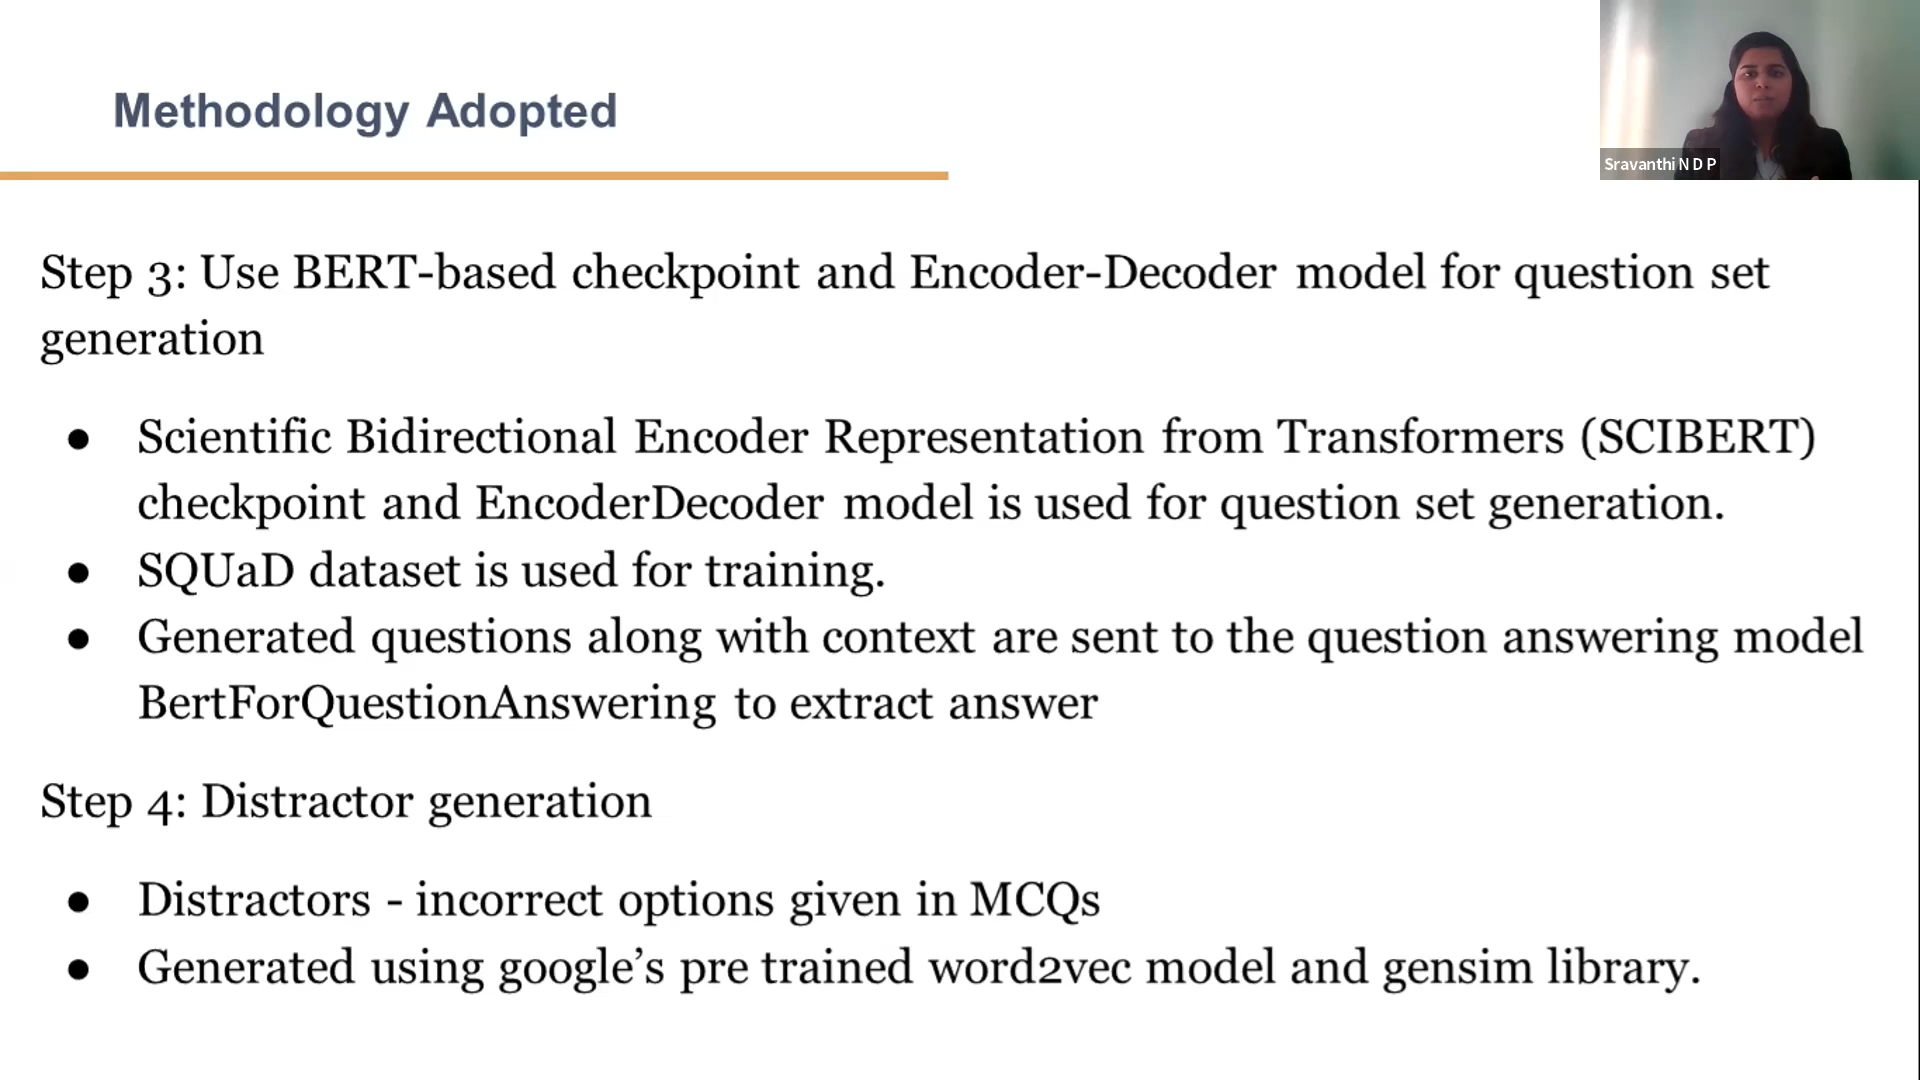 Methodology Adopted
Sravanthi N D P
Step 3: Use BERT-based checkpoint and Encoder-Decoder model for question set
generation
● Scientific Bidirectional Encoder Representation from Transformers (SCIBERT)
checkpoint and EncoderDecoder model is used for question set generation.
● SQUaD dataset is used for training.
● Generated questions along with context are sent to the question answering model
BertForQuestionAnswering to extract answer
Step 4: Distractor generation
● Distractors - incorrect options given in MCQs
● Generated using google’s pre trained word2vec model and gensim library.